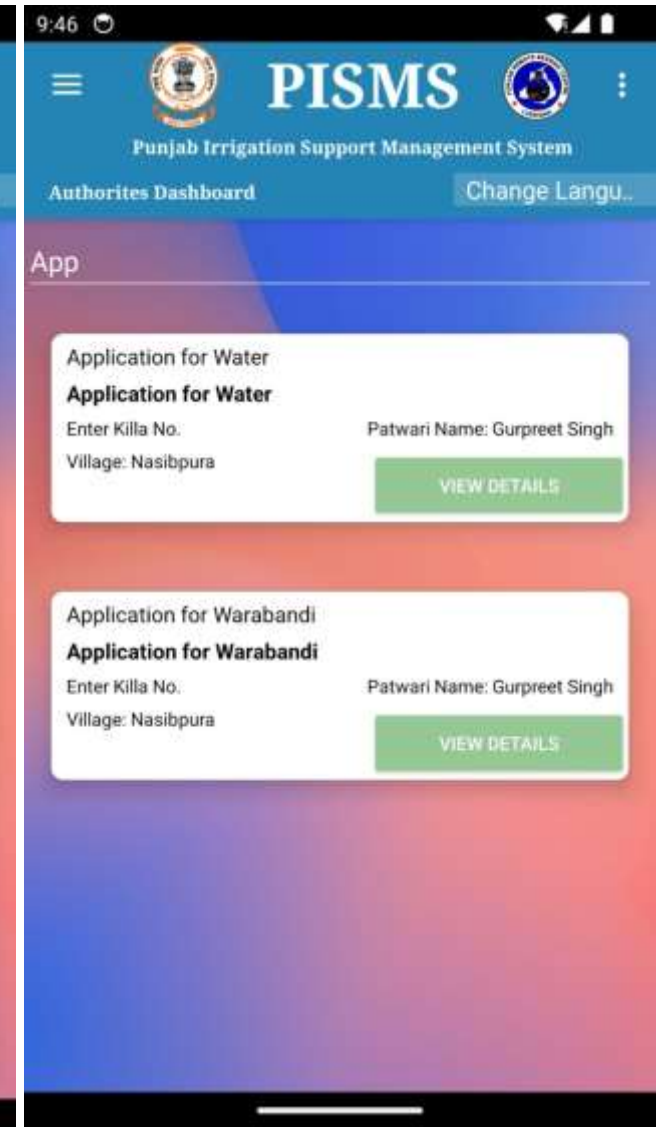 9:46
PISMS
Punjab Irrigation Support Management System
Authorites Dashboard
Change Langu..
App
Application for Water
Application for Water
Enter Killa No.
Patwari Name: Gurpreet Singh
Village: Nasibpura
VIEW DETAILS
Application for Warabandi
Application for Warabandi
Enter Killa No.
Patwari Name: Gurpreet Singh
Village: Nasibpura
VIEW DETAILS